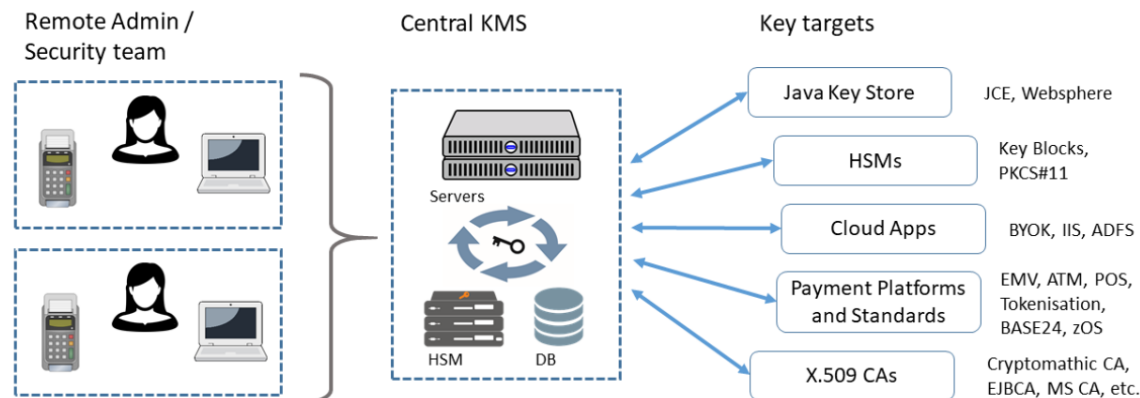 Remote Admin /
Security team
Central KMS
Key targets
Servers
HSM
DB
Java Key Store
JCE, Websphere
HSMs
Key Blocks,
PKCS#11
Cloud Apps
BYOK, IIS, ADFS
Payment Platforms
and Standards
EMV, ATM, POS,
Tokenisation,
BASE24, zOS
X.509 CAs
Cryptomathic CA,
EJBCA, MS CA, etc.